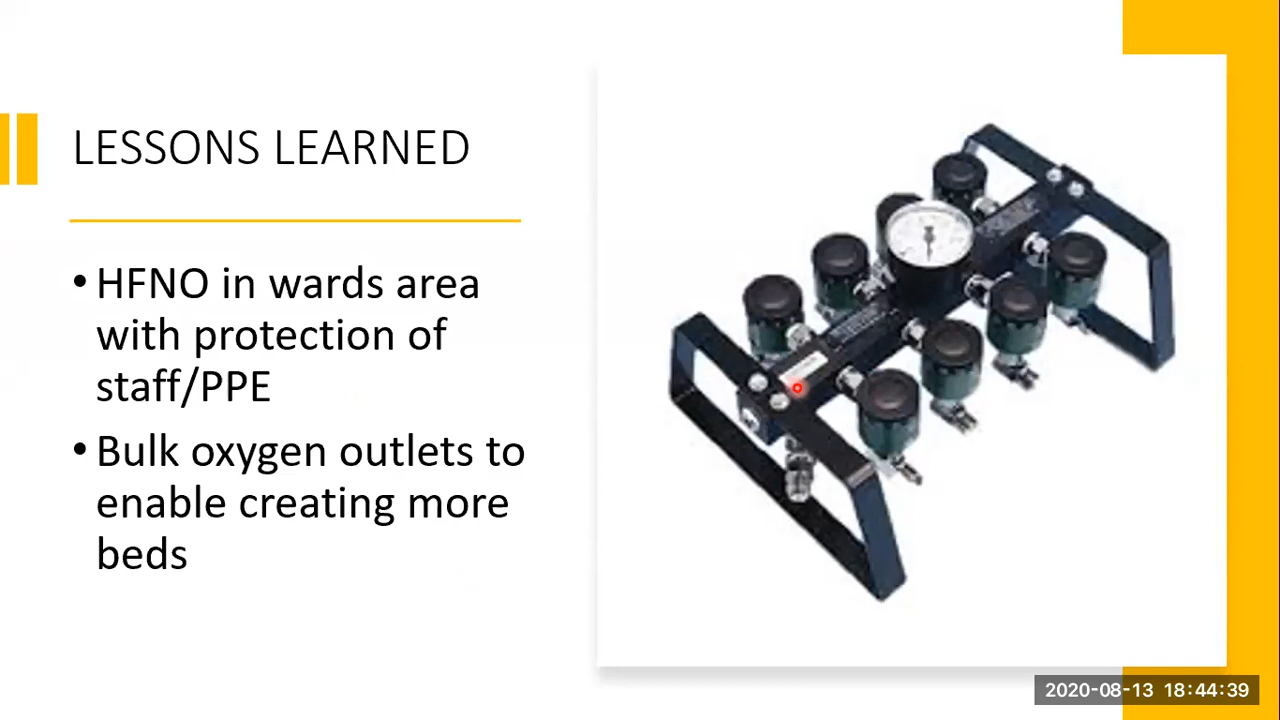 LESSONS LEARNED
• HFNO in wards area
with protection of
staff/PPE
• Bulk oxygen outlets to
enable creating more
beds
2020-08-13 18:44:39